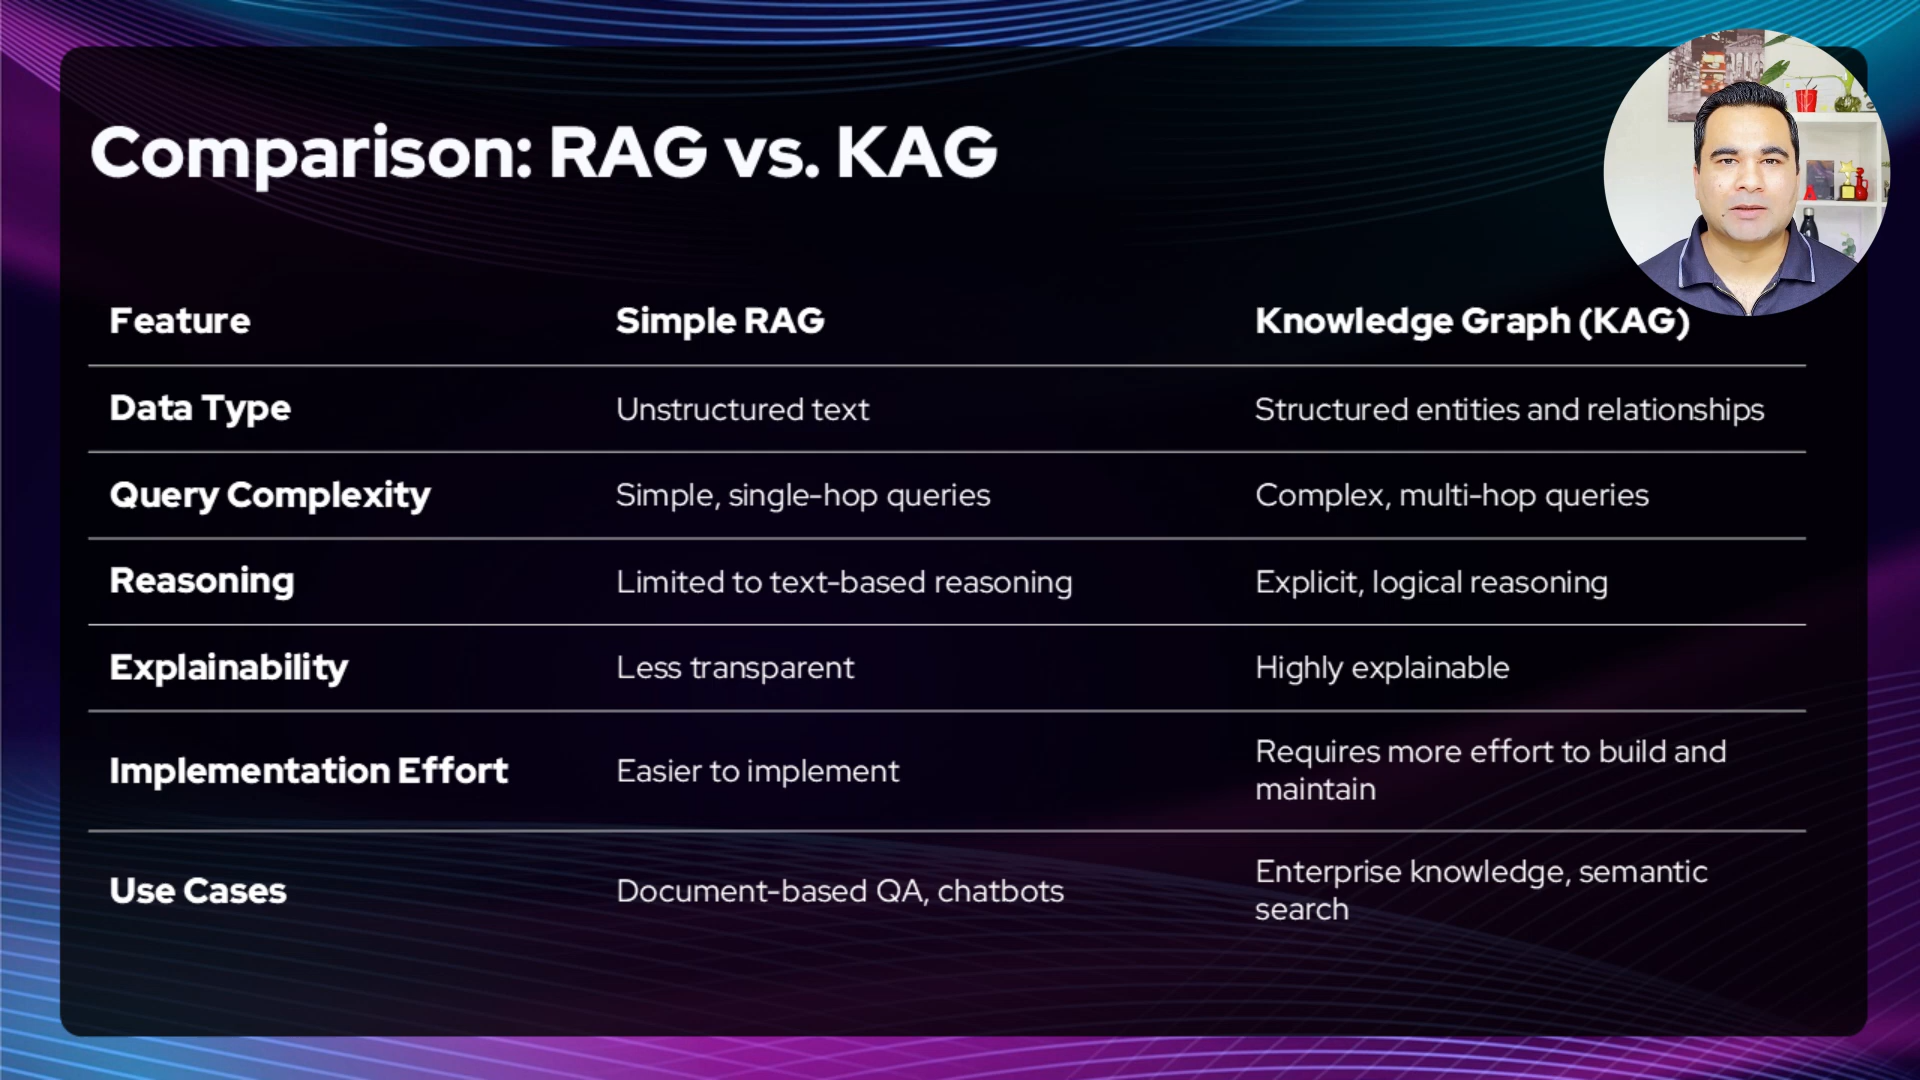 Comparison: RAG vs. KAG
Feature Simple RAG Knowledge Graph (KAG)
Data Type Unstructured text Structured entities and relationships
Query Complexity Simple, single-hop queries Complex, multi-hop queries
Reasoning Limited to text-based reasoning Explicit, logical reasoning
Explainability Less transparent Highly explainable
Implementation Effort Easier to implement Requires more effort to build and
maintain
Use Cases Document-based QA, chatbots Enterprise knowledge, semantic
search